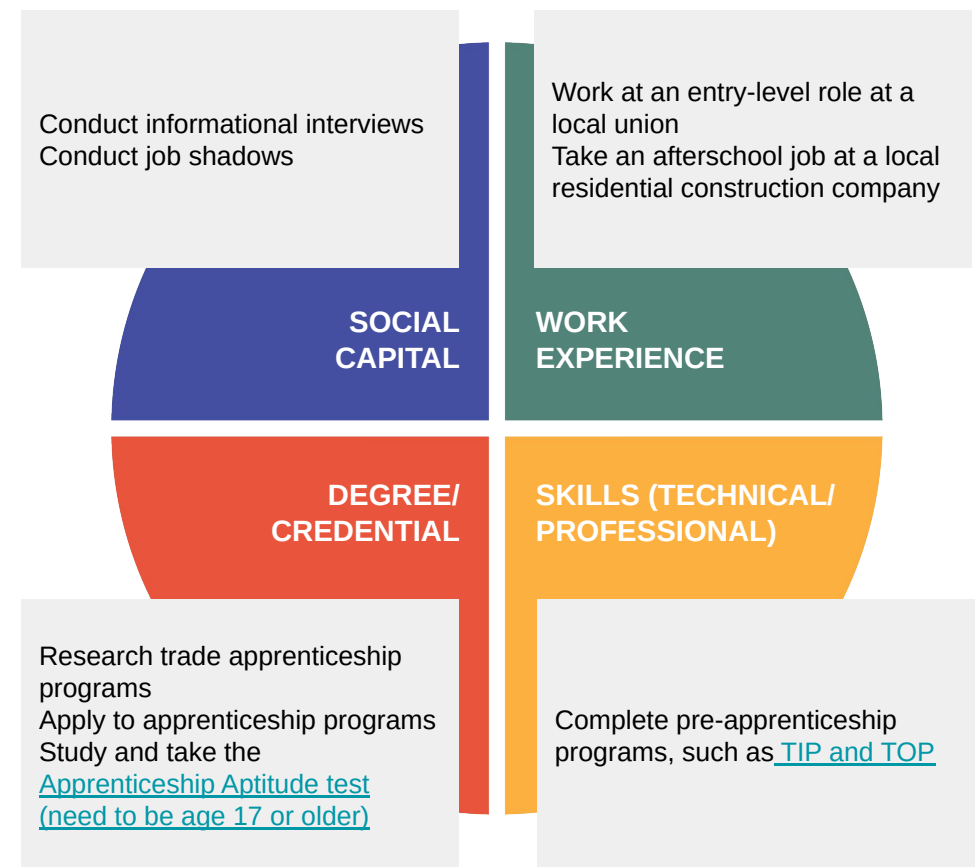 Conduct informational interviews
Conduct job shadows
Work at an entry-level role at a
local union
Take an afterschool job at a local
residential construction company
SOCIAL
CAPITAL
WORK
EXPERIENCE
DEGREE/
CREDENTIAL
SKILLS (TECHNICAL/
PROFESSIONAL)
Research trade apprenticeship
programs
Apply to apprenticeship programs
Study and take the
Apprenticeship Aptitude test
(need to be age 17 or older)
Complete pre-apprenticeship
programs, such as TIP and TOP